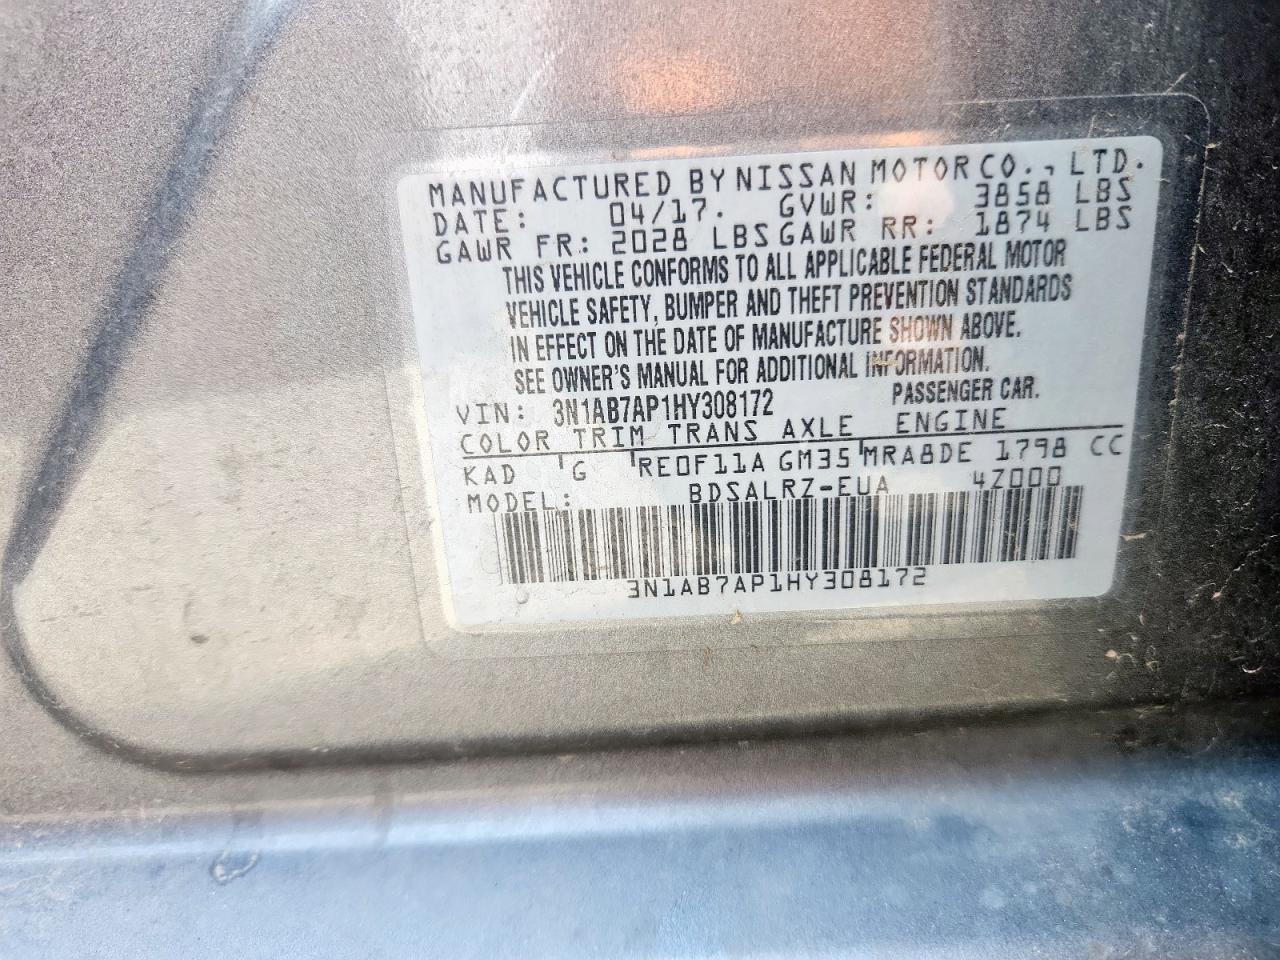 MANUFACTURED BY NISSAN MOTOR CO., LTD.
DATE: 04/17. GVWR: 3858 LBS
GAWR FR: 2028 LBS GAWR RR: 1874 LBS
THIS VEHICLE CONFORMS TO ALL APPLICABLE FEDERAL MOTOR
VEHICLE SAFETY, BUMPER AND THEFT PREVENTION STANDARDS
IN EFFECT ON THE DATE OF MANUFACTURE SHOWN ABOVE.
SEE OWNER'S MANUAL FOR ADDITIONAL INFORMATION.
VIN: 3N1AB7AP1HY308172 PASSENGER CAR.
COLOR TRIM TRANS AXLE ENGINE
KAD G RE0F11A GM35 MRA8DE 1798 CC
MODEL: BDSALRZ-EUA 4Z000
3N1AB7AP1HY308172